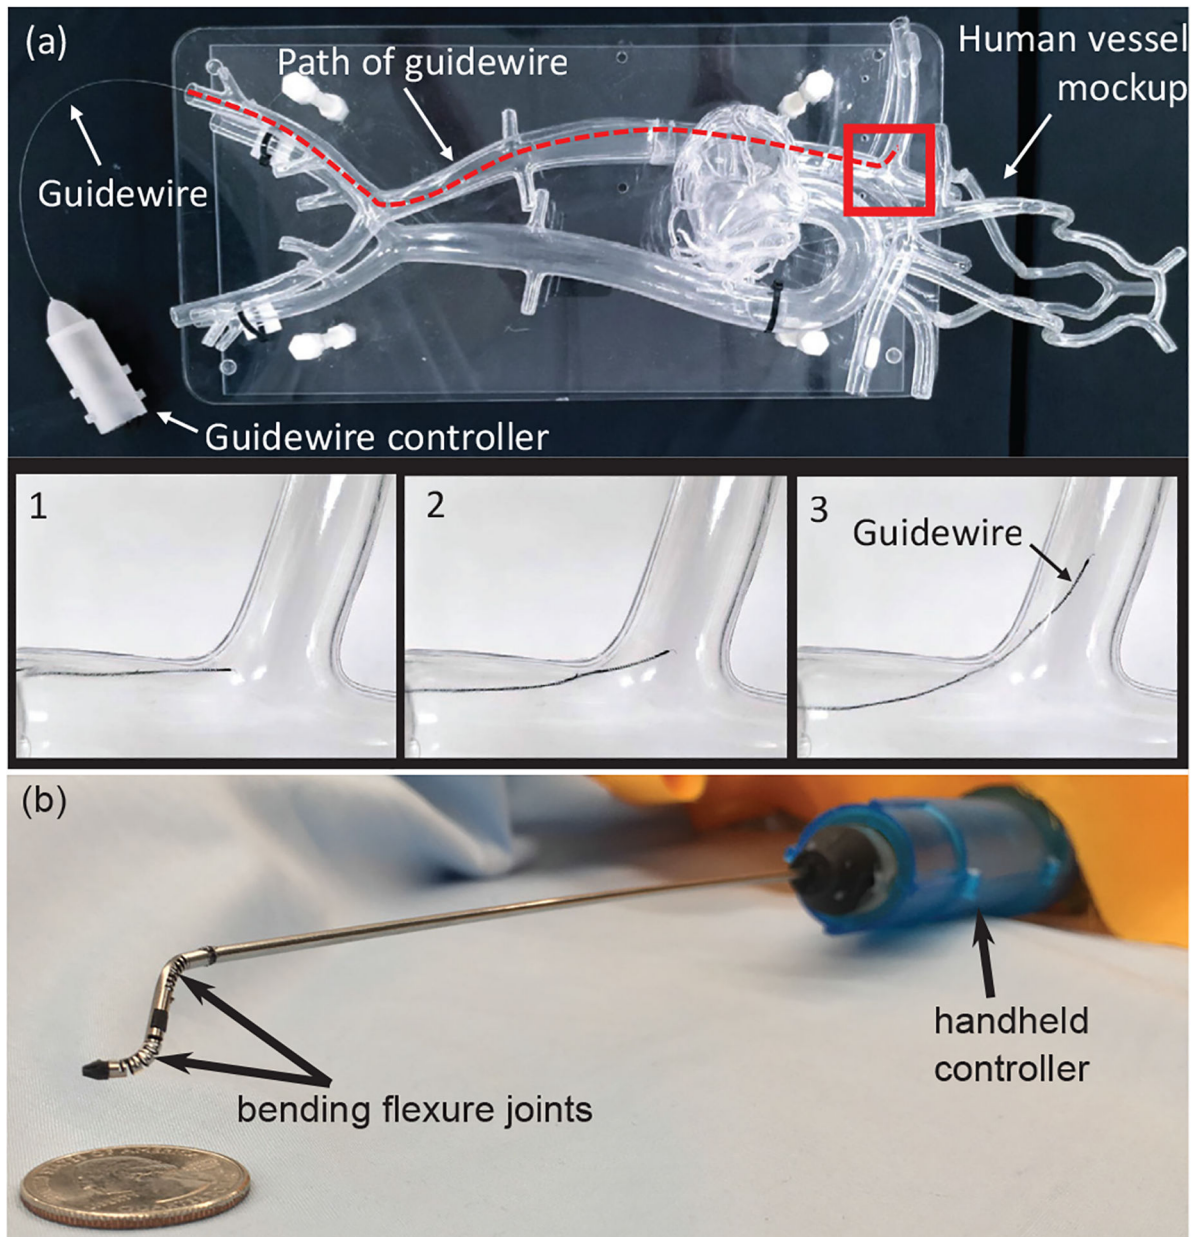 (a)
Path of guidewire
Human vessel
mockup
Guidewire
Guidewire controller
1
2
3
Guidewire
(b)
handheld
controller
bending flexure joints